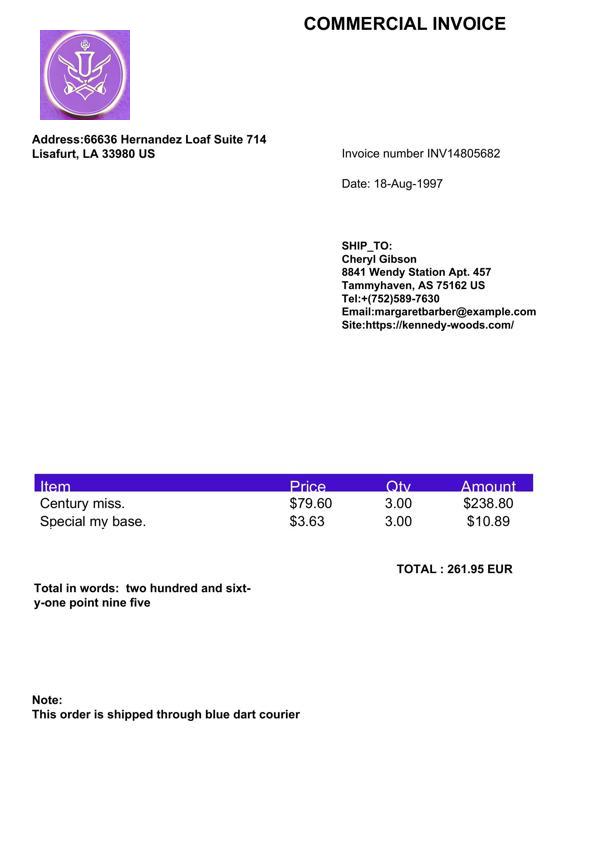 COMMERCIAL INVOICE
Address:66636 Hernandez Loaf Suite 714
Lisafurt, LA 33980 US
Invoice number INV14805682
Date: 18-Aug-1997
SHIP_TO:
Cheryl Gibson
8841 Wendy Station Apt. 457
Tammyhaven, AS 75162 US
Tel:+(752)589-7630
Email:margaretbarber@example.com
Site:https://kennedy-woods.com/
Item Price Qty Amount
Century miss. $79.60 3.00 $238.80
Special my base. $3.63 3.00 $10.89
TOTAL : 261.95 EUR
Total in words: two hundred and sixt-
y-one point nine five
Note:
This order is shipped through blue dart courier